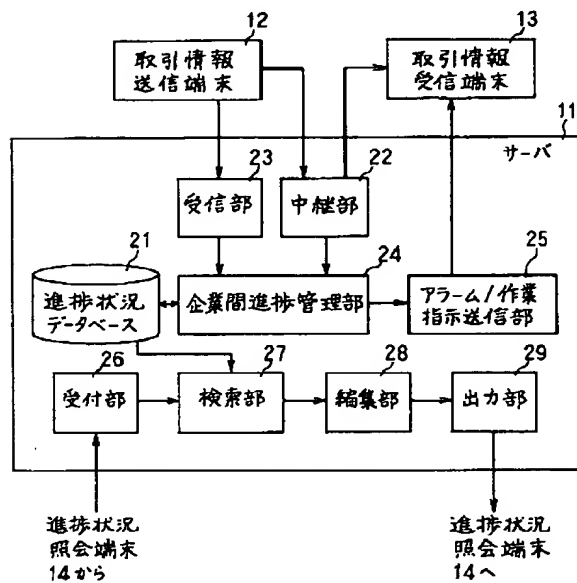 12
取引情報
送信端末
13
取引情報
受信端末
11
サーバ
23
受信部
22
中継部
21
進捗状況
データベース
24
企業間進捗管理部
25
アラーム/作業
指示送信部
26
受付部
27
検索部
28
編集部
29
出力部
進捗状況
照会端末
14から
進捗状況
照会端末
14へ